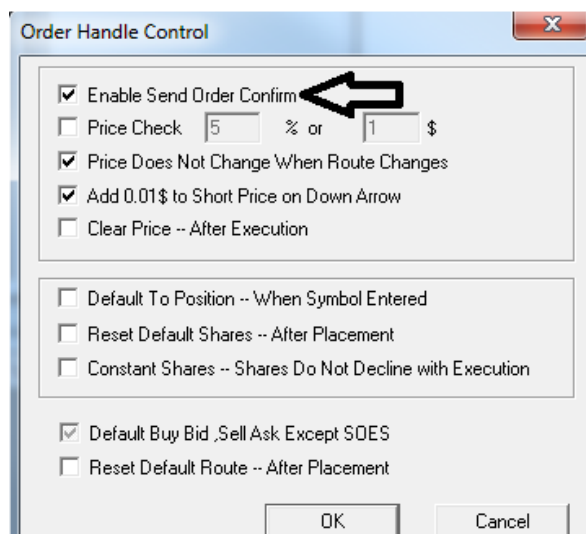 Order Handle Control
Enable Send Order Confirm
Price Check 5 % or 1 $
Price Does Not Change When Route Changes
Add 0.01$ to Short Price on Down Arrow
Clear Price -- After Execution
Default To Position -- When Symbol Entered
Reset Default Shares -- After Placement
Constant Shares -- Shares Do Not Decline with Execution
Default Buy Bid ,Sell Ask Except SOES
Reset Default Route -- After Placement
OK Cancel